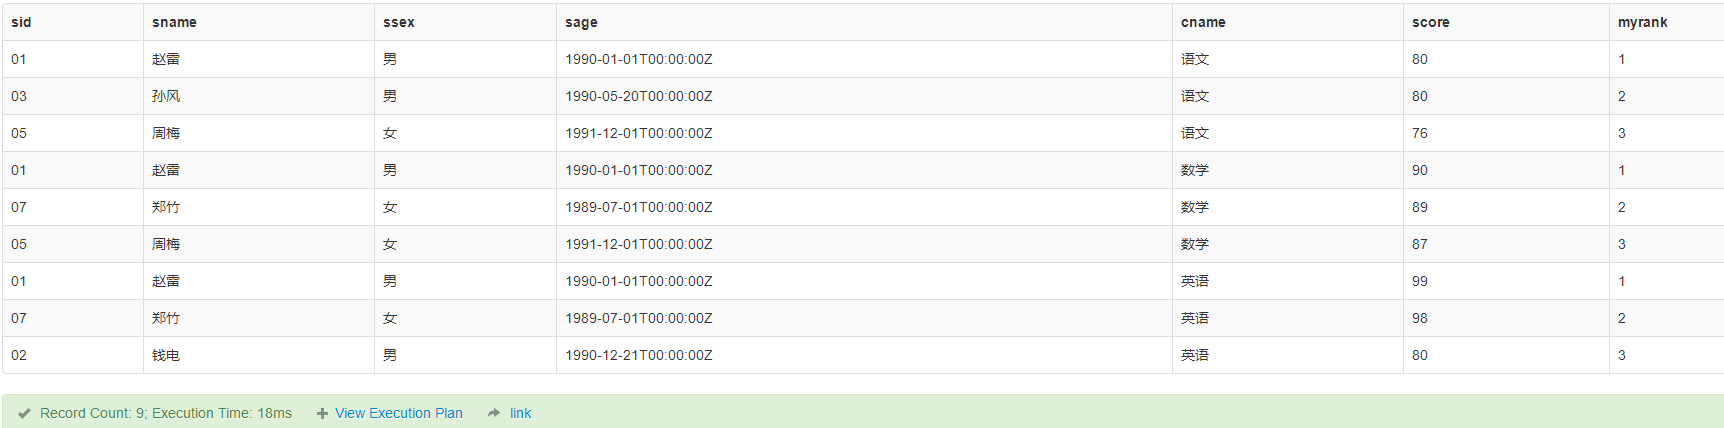 sid sname ssex sage cname score myrank
01 赵雷 男 1990-01-01T00:00:00Z 语文 80 1
03 孙风 男 1990-05-20T00:00:00Z 语文 80 2
05 周梅 女 1991-12-01T00:00:00Z 语文 76 3
01 赵雷 男 1990-01-01T00:00:00Z 数学 90 1
07 郑竹 女 1989-07-01T00:00:00Z 数学 89 2
05 周梅 女 1991-12-01T00:00:00Z 数学 87 3
01 赵雷 男 1990-01-01T00:00:00Z 英语 99 1
07 郑竹 女 1989-07-01T00:00:00Z 英语 98 2
02 钱电 男 1990-12-21T00:00:00Z 英语 80 3
Record Count: 9; Execution Time: 18ms View Execution Plan link